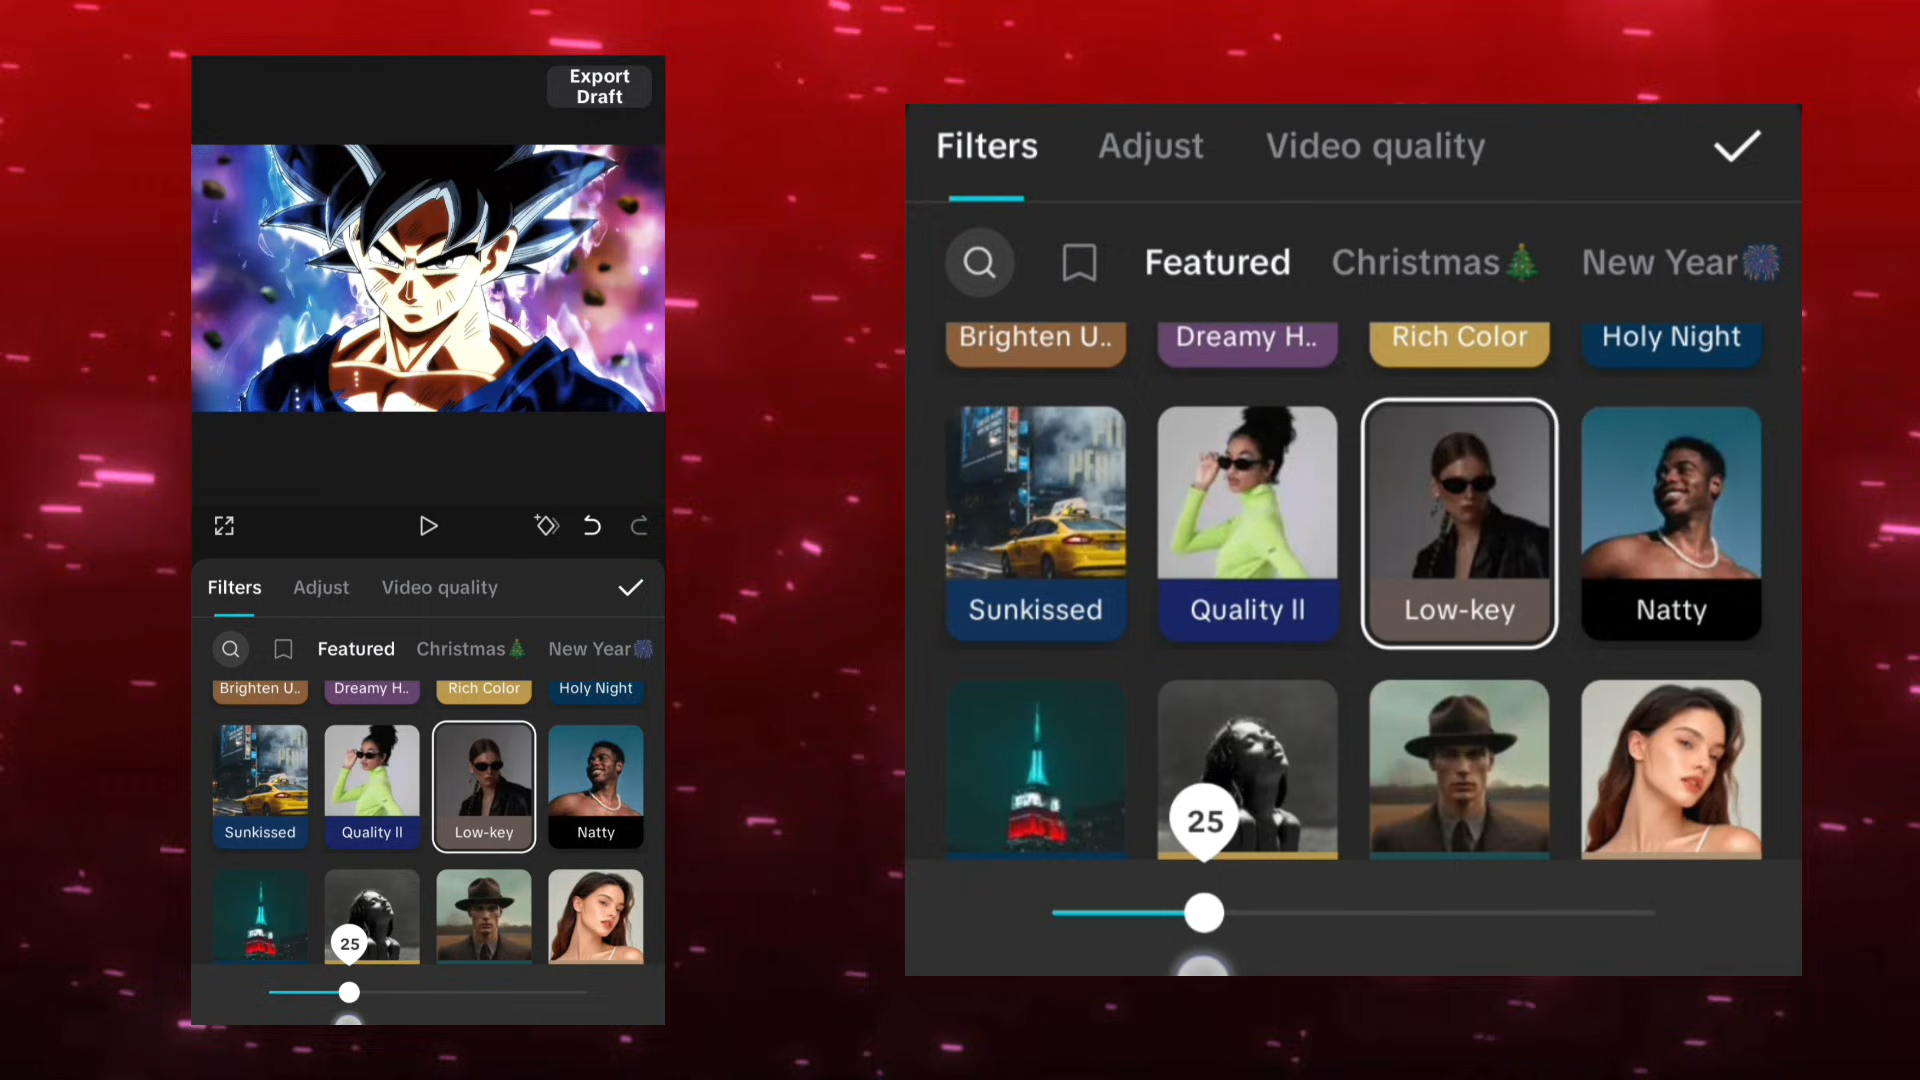 Export
Draft
Filters Adjust Video quality
Featured Christmas🎄 New Year🎆
Brighten U.. Dreamy H.. Rich Color Holy Night
Sunkissed Quality II Low-key Natty
25
Filters Adjust Video quality
Featured Christmas🎄 New Year🎆
Brighten U.. Dreamy H.. Rich Color Holy Night
Sunkissed Quality II Low-key Natty
25